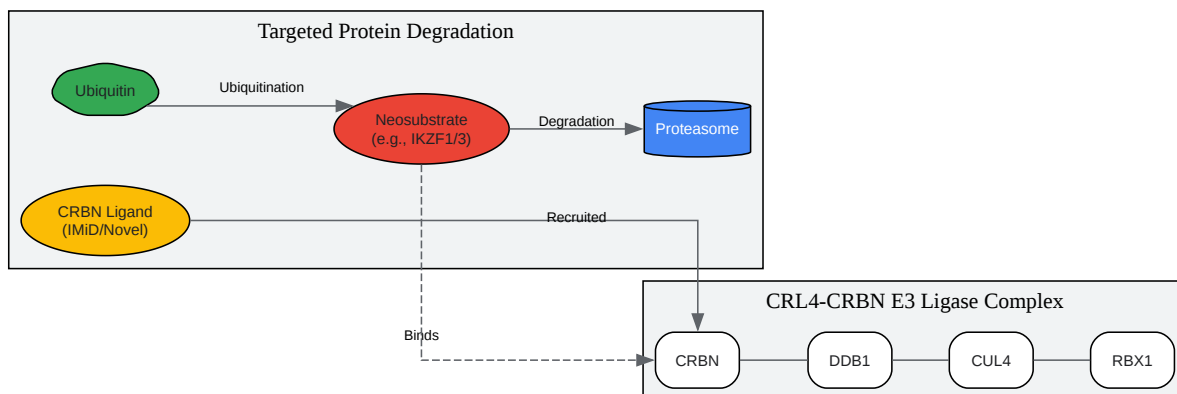 Targeted Protein Degradation
Ubiquitin
Ubiquitination
Neosubstrate
(e.g., IKZF1/3)
Degradation
Proteasome
CRBN Ligand
(IMiD/Novel)
Recruited
Binds
CRL4-CRBN E3 Ligase Complex
CRBN
DDB1
CUL4
RBX1